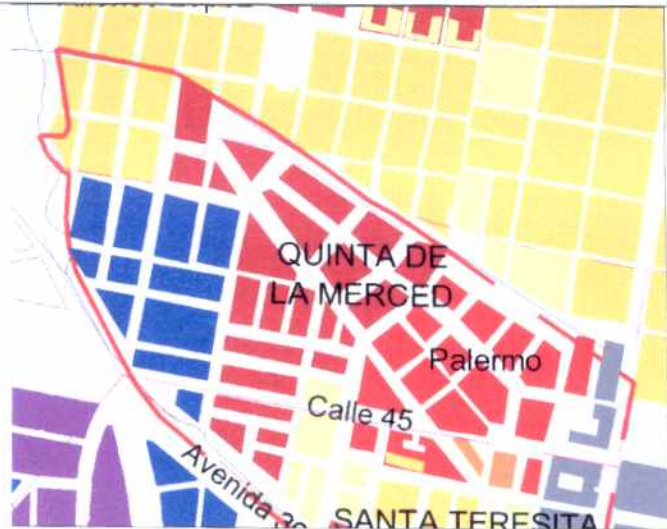 QUINTA DE
LA MERCED
Palermo
Calle 45
Avenida
SANTA TERESITA